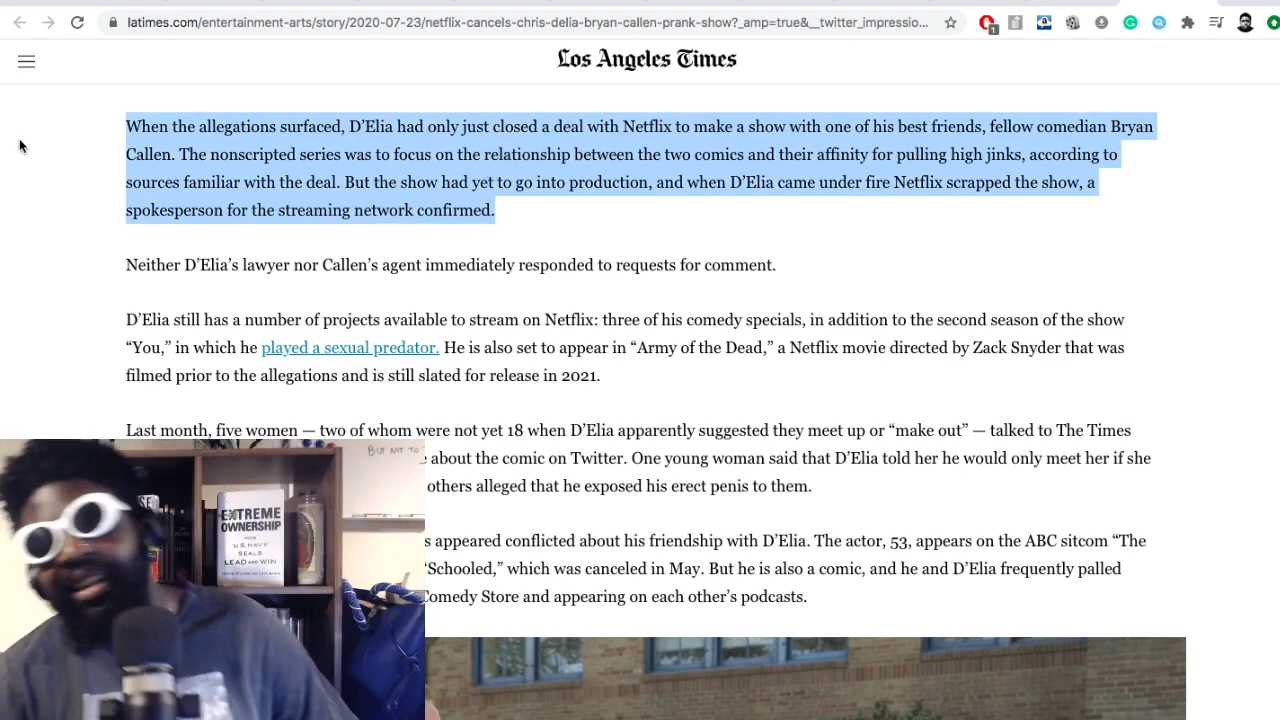 latimes.com/entertainment-arts/story/2020-07-23/netflix-cancels-chris-delia-bryan-callen-prank-show?_amp=true&__twitter_impressio...
1
Los Angeles Times
When the allegations surfaced, D’Elia had only just closed a deal with Netflix to make a show with one of his best friends, fellow comedian Bryan
Callen. The nonscripted series was to focus on the relationship between the two comics and their affinity for pulling high jinks, according to
sources familiar with the deal. But the show had yet to go into production, and when D’Elia came under fire Netflix scrapped the show, a
spokesperson for the streaming network confirmed.
Neither D’Elia’s lawyer nor Callen’s agent immediately responded to requests for comment.
D’Elia still has a number of projects available to stream on Netflix: three of his comedy specials, in addition to the second season of the show
“You,” in which he played a sexual predator. He is also set to appear in “Army of the Dead,” a Netflix movie directed by Zack Snyder that was
filmed prior to the allegations and is still slated for release in 2021.
Last month, five women — two of whom were not yet 18 when D’Elia apparently suggested they meet up or “make out” — talked to The Times
about the comic on Twitter. One young woman said that D’Elia told her he would only meet her if she
others alleged that he exposed his erect penis to them.
s appeared conflicted about his friendship with D’Elia. The actor, 53, appears on the ABC sitcom “The
“Schooled,” which was canceled in May. But he is also a comic, and he and D’Elia frequently palled
Comedy Store and appearing on each other’s podcasts.
BUT NOT TO
EXTREME
OWNERSHIP
HOW
U.S. NAVY
SEALS
LEAD AND WIN